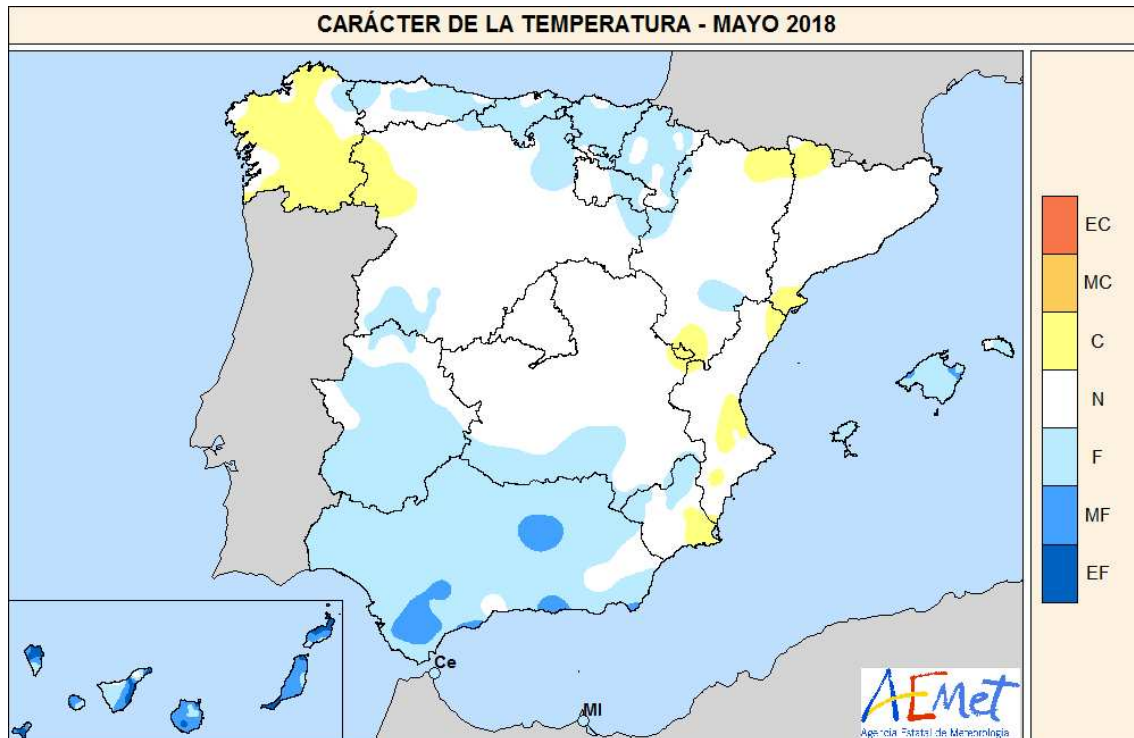 CARÁCTER DE LA TEMPERATURA - MAYO 2018
EC
MC
C
N
F
MF
EF
Ce
Ml
AEMet
Agencia Estatal de Meteorología